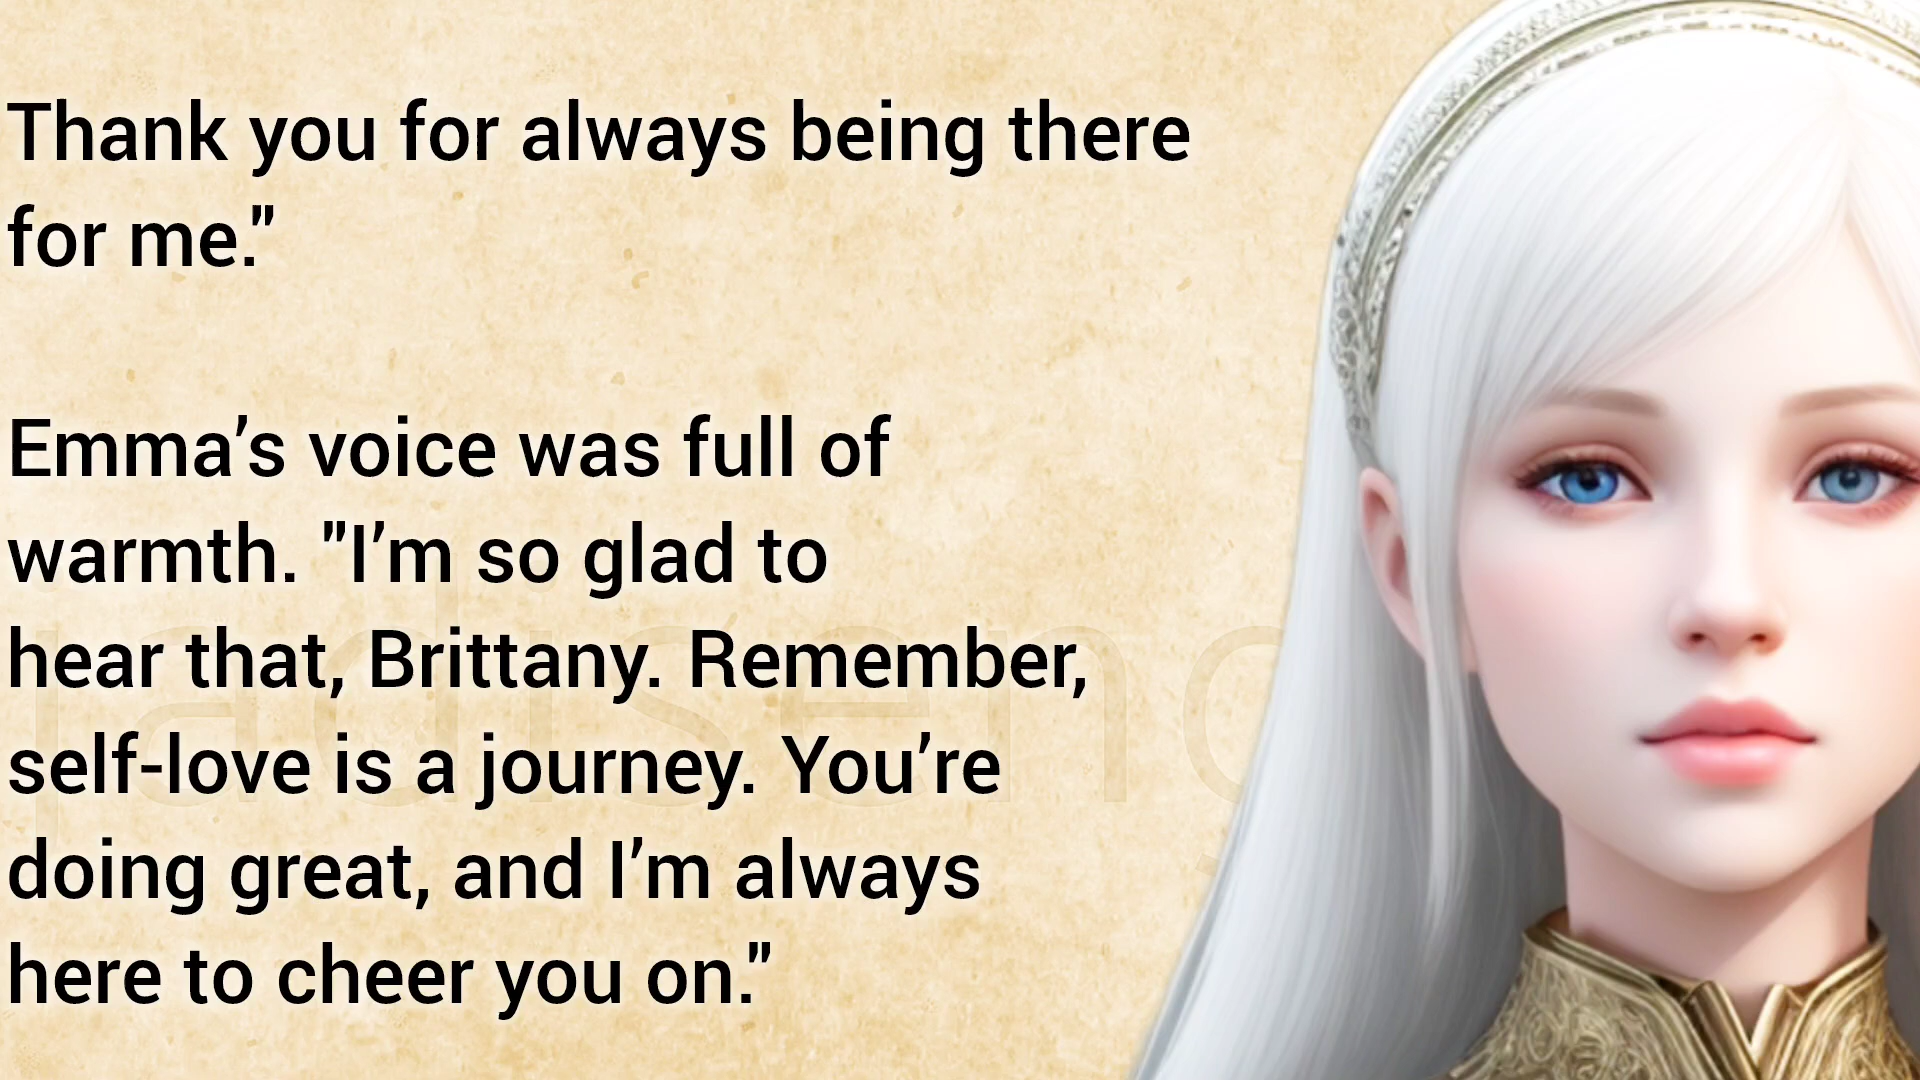 Thank you for always being there
for me."
Emma’s voice was full of
warmth. "I’m so glad to
hear that, Brittany. Remember,
self-love is a journey. You’re
doing great, and I’m always
here to cheer you on."